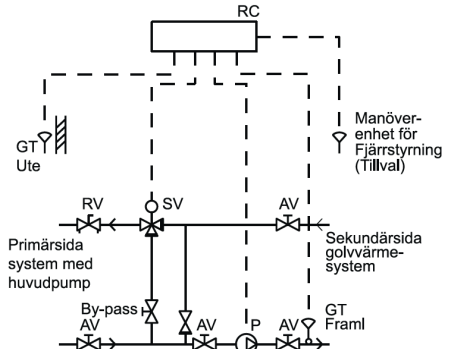 RC
GT
Ute
Manöver-
enhet för
Fjärrstyrning
(Tillval)
RV
SV
AV
Primärsida
system med
huvudpump
Sekundärsida
golvvärme-
system
By-pass
AV
AV
P
AV
GT
Framl